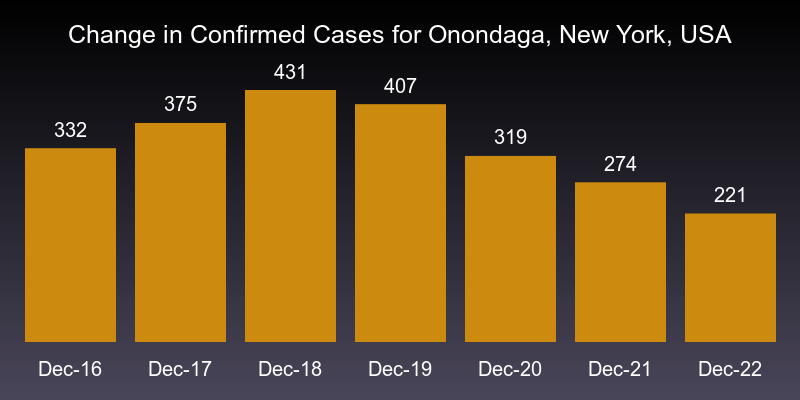 Change in Confirmed Cases for Onondaga, New York, USA
332
375
431
407
319
274
221
Dec-16
Dec-17
Dec-18
Dec-19
Dec-20
Dec-21
Dec-22